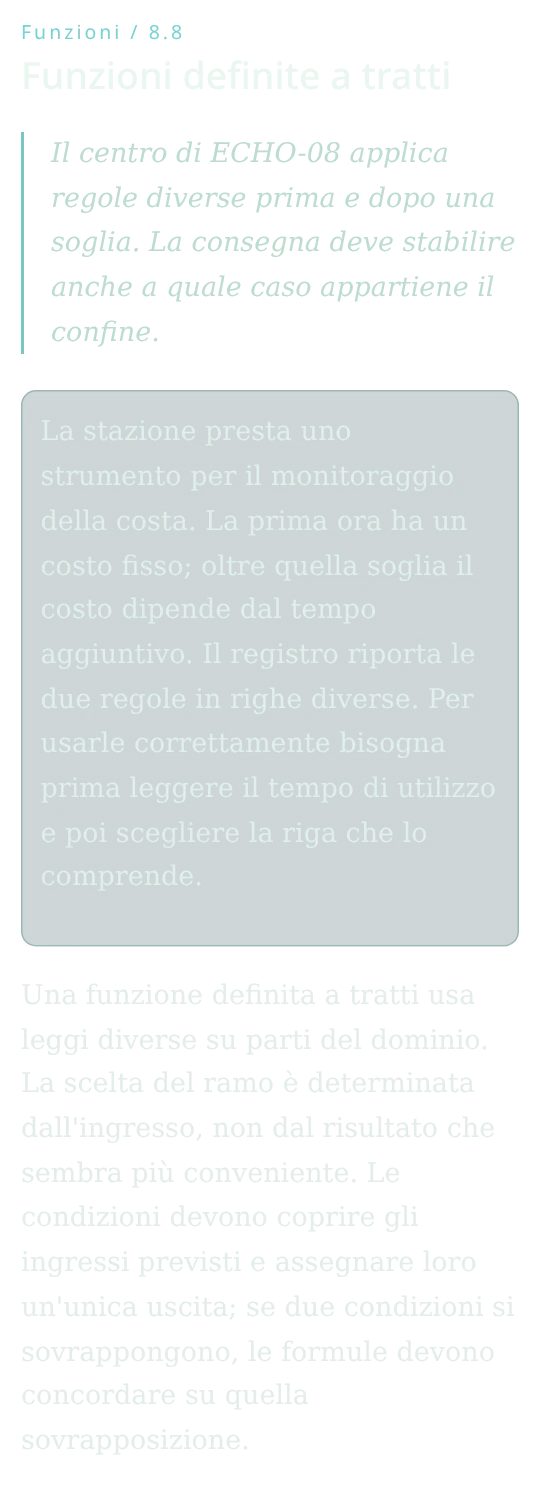 Funzioni / 8.8
Funzioni definite a tratti
Il centro di ECHO-08 applica
regole diverse prima e dopo una
soglia. La consegna deve stabilire
anche a quale caso appartiene il
confine.
La stazione presta uno
strumento per il monitoraggio
della costa. La prima ora ha un
costo fisso; oltre quella soglia il
costo dipende dal tempo
aggiuntivo. Il registro riporta le
due regole in righe diverse. Per
usarle correttamente bisogna
prima leggere il tempo di utilizzo
e poi scegliere la riga che lo
comprende.
Una funzione definita a tratti usa
leggi diverse su parti del dominio.
La scelta del ramo è determinata
dall'ingresso, non dal risultato che
sembra più conveniente. Le
condizioni devono coprire gli
ingressi previsti e assegnare loro
un'unica uscita; se due condizioni si
sovrappongono, le formule devono
concordare su quella
sovrapposizione.